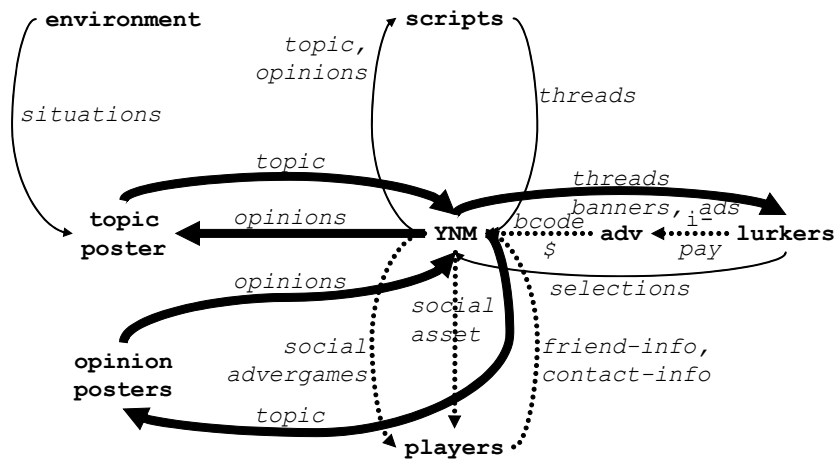 environment
scripts
topic,
opinions
situations
threads
topic
threads
banners, ads
topic
poster
opinions
YNM
bcode
$
adv
i-
pay
lurkers
opinions
selections
social
asset
opinion
posters
social
advergames
friend-info,
contact-info
topic
players